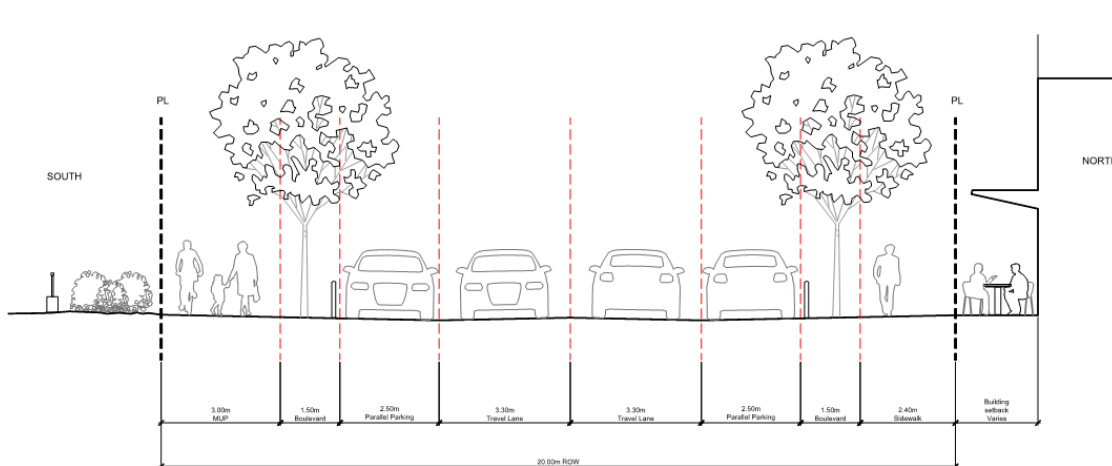 PL
PL
SOUTH
NORTH
3.00m
MUP
1.50m
Boulevard
2.50m
Parallel Parking
3.30m
Travel Lane
3.30m
Travel Lane
2.50m
Parallel Parking
1.50m
Boulevard
2.40m
Sidewalk
Building
setback
Varies
20.00m ROW